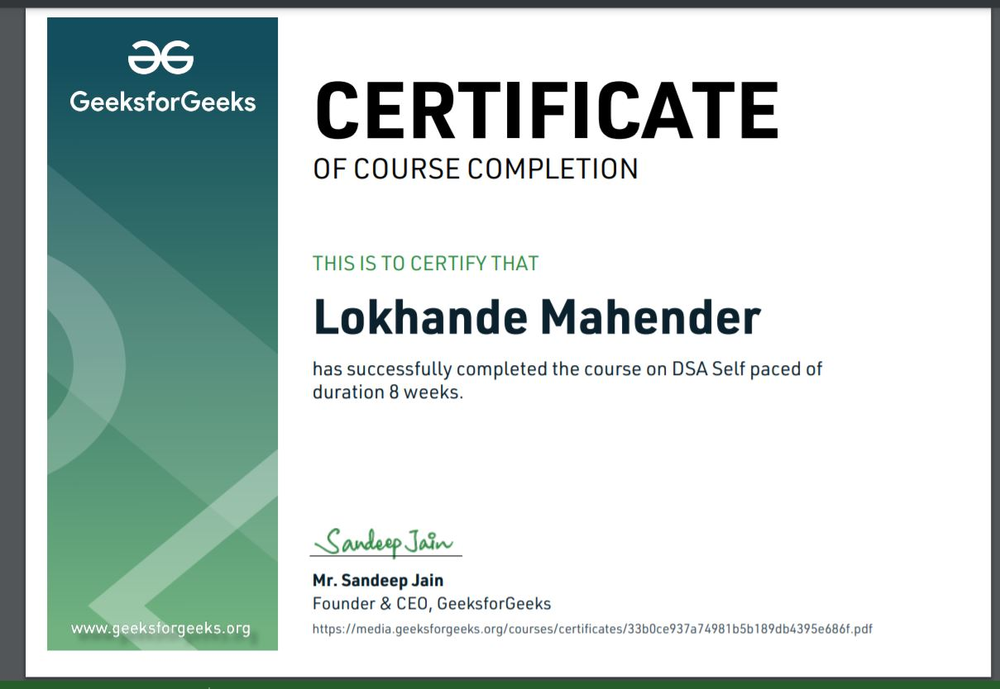 GeeksforGeeks
CERTIFICATE
OF COURSE COMPLETION
THIS IS TO CERTIFY THAT
Lokhande Mahender
has successfully completed the course on DSA Self paced of
duration 8 weeks.
Sandeep Jain
Mr. Sandeep Jain
Founder & CEO, GeeksforGeeks
https://media.geeksforgeeks.org/courses/certificates/33b0ce937a74981b5b189db4395e686f.pdf
www.geeksforgeeks.org